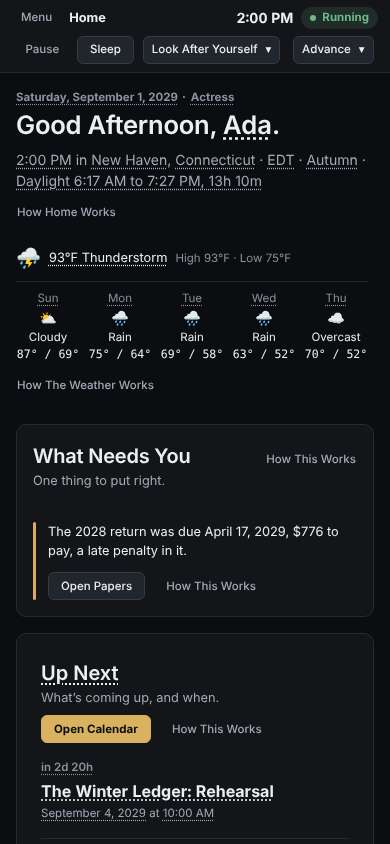 Menu Home 2:00 PM Running
Pause Sleep Look After Yourself ▾ Advance ▾
Saturday, September 1, 2029 · Actress
Good Afternoon, Ada.
2:00 PM in New Haven, Connecticut · EDT · Autumn ·
Daylight 6:17 AM to 7:27 PM, 13h 10m
How Home Works
93°F Thunderstorm High 93°F · Low 75°F
Sun Mon Tue Wed Thu
Cloudy Rain Rain Rain Overcast
87° / 69° 75° / 64° 69° / 58° 63° / 52° 70° / 52°
How The Weather Works
What Needs You How This Works
One thing to put right.
The 2028 return was due April 17, 2029, $776 to
pay, a late penalty in it.
Open Papers How This Works
Up Next
What's coming up, and when.
Open Calendar How This Works
in 2d 20h
The Winter Ledger: Rehearsal
September 4, 2029 at 10:00 AM